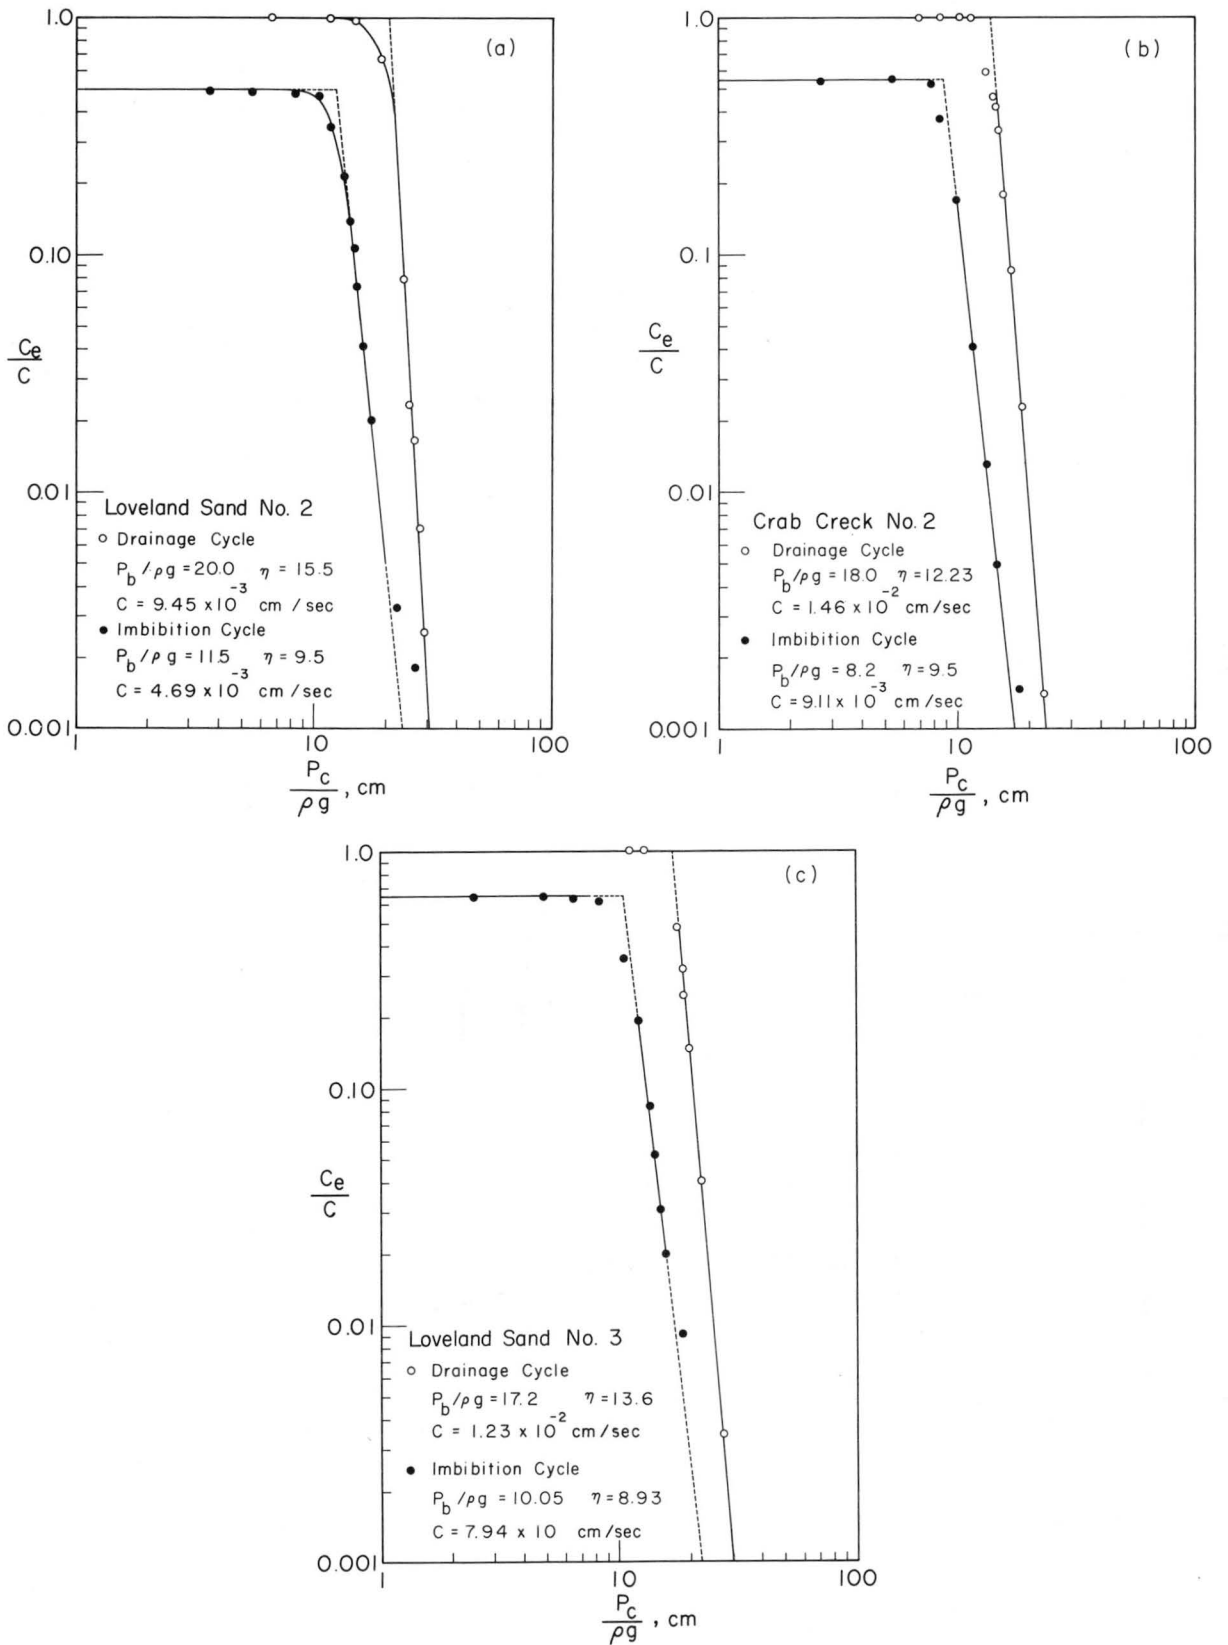 (a)
1.0
0.10
0.01
0.001
Ce
C
Loveland Sand No. 2
○ Drainage Cycle
Pb/ρg = 20.0 η = 15.5
C = 9.45 x 10^-3 cm / sec
● Imbibition Cycle
Pb/ρg = 11.5 η = 9.5
C = 4.69 x 10^-3 cm /sec
1 10 100
Pc
ρg , cm
(b)
1.0
0.1
0.01
0.001
Ce
C
Crab Creck No. 2
○ Drainage Cycle
Pb/ρg = 18.0 η = 12.23
C = 1.46 x 10^-2 cm/sec
● Imbibition Cycle
Pb/ρg = 8.2 η = 9.5
C = 9.11 x 10^-3 cm/sec
1 10 100
Pc
ρg , cm
(c)
1.0
0.10
0.01
0.001
Ce
C
Loveland Sand No. 3
○ Drainage Cycle
Pb/ρg = 17.2 η = 13.6
C = 1.23 x 10^-2 cm/sec
● Imbibition Cycle
Pb/ρg = 10.05 η = 8.93
C = 7.94 x 10 cm/sec
1 10 100
Pc
ρg , cm